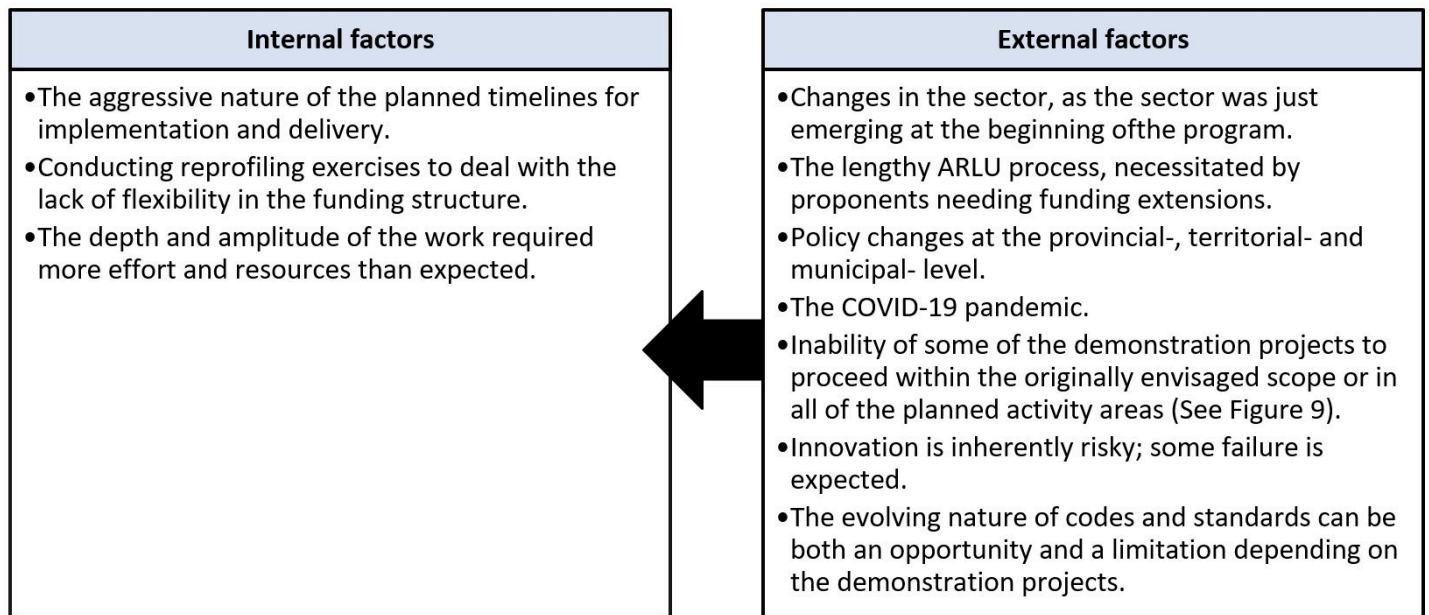 Internal factors
•The aggressive nature of the planned timelines for
implementation and delivery.
•Conducting reprofiling exercises to deal with the
lack of flexibility in the funding structure.
•The depth and amplitude of the work required
more effort and resources than expected.
External factors
•Changes in the sector, as the sector was just
emerging at the beginning ofthe program.
•The lengthy ARLU process, necessitated by
proponents needing funding extensions.
•Policy changes at the provincial-, territorial- and
municipal- level.
•The COVID-19 pandemic.
•Inability of some of the demonstration projects to
proceed within the originally envisaged scope or in
all of the planned activity areas (See Figure 9).
•Innovation is inherently risky; some failure is
expected.
•The evolving nature of codes and standards can be
both an opportunity and a limitation depending on
the demonstration projects.